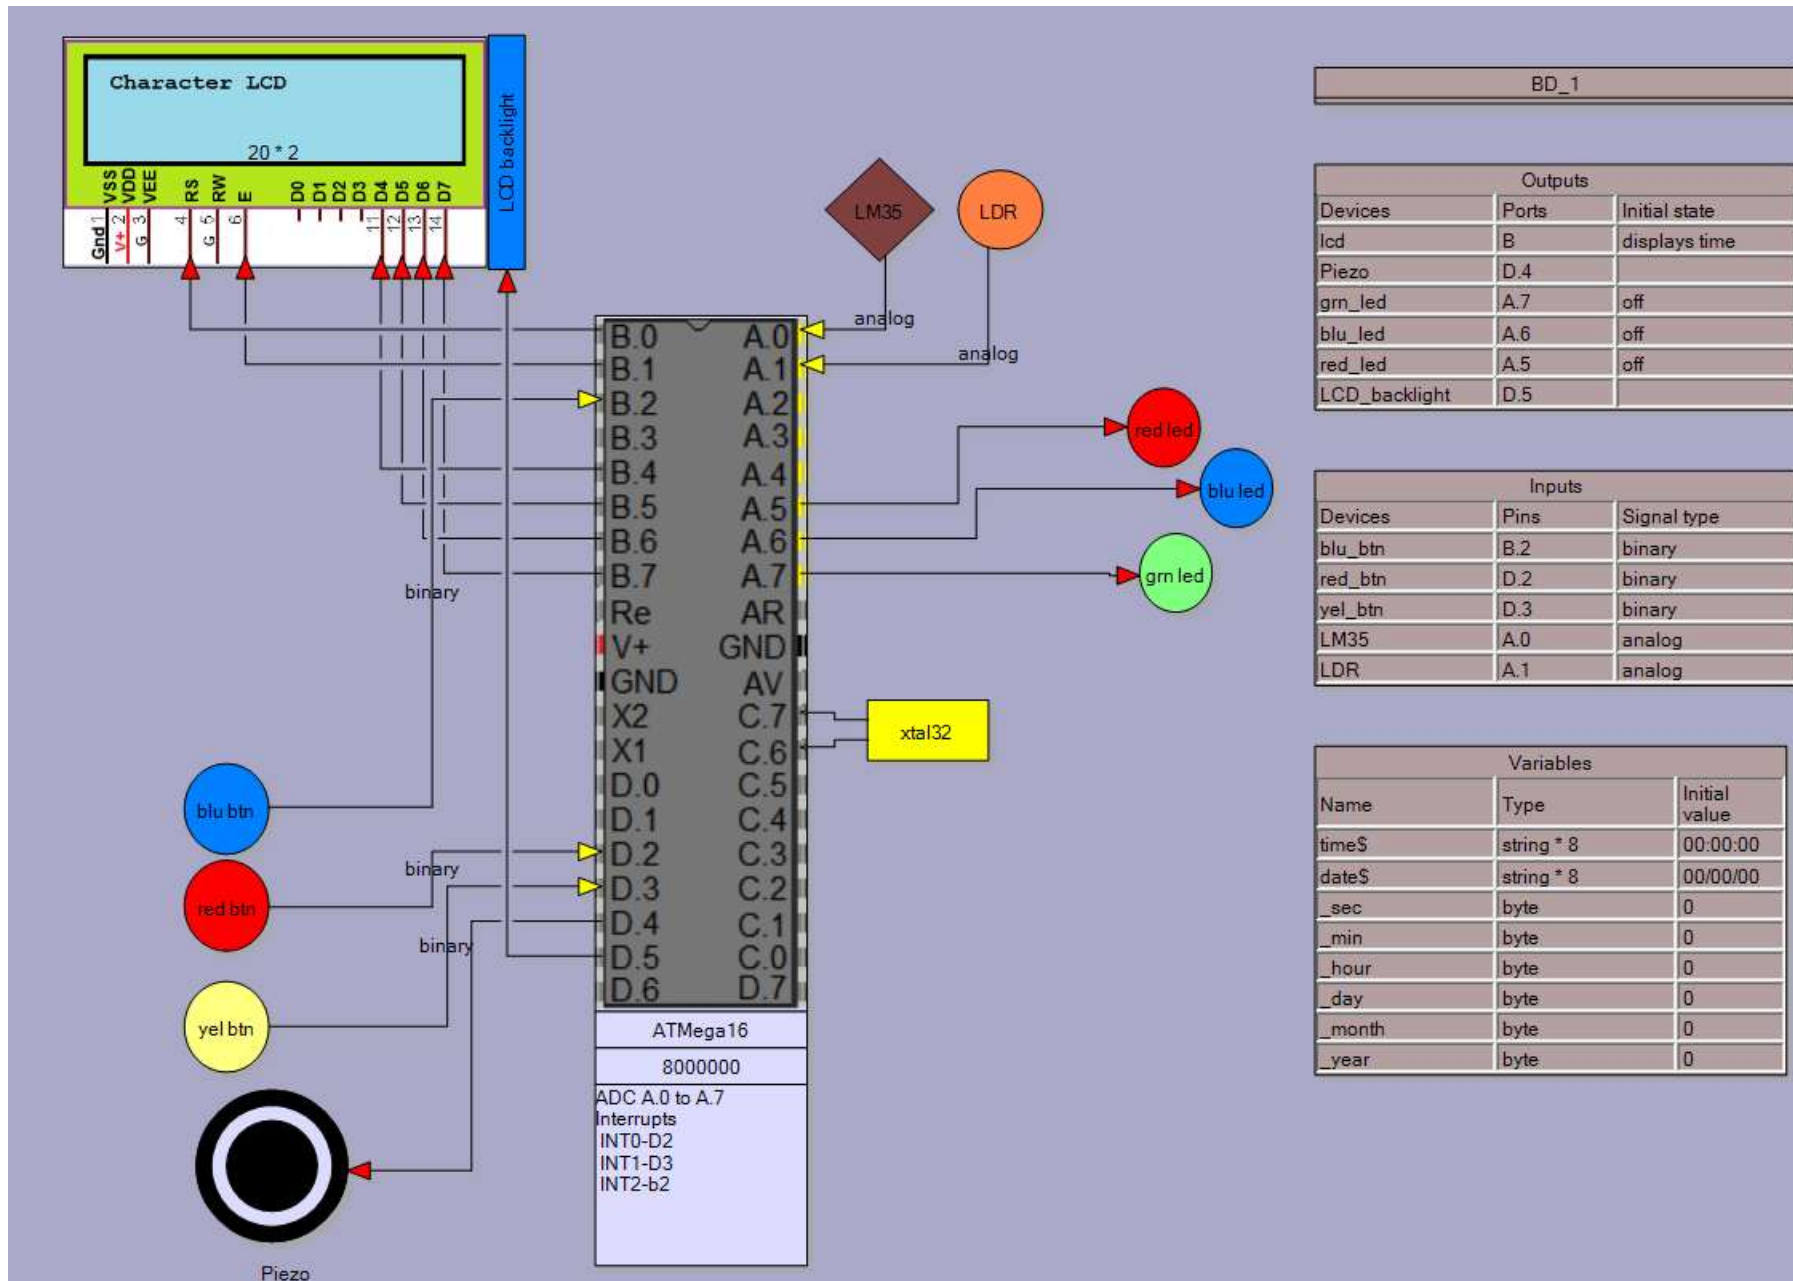 Character LCD
20 * 2
VSS VDD VEE RS RW E D0 D1 D2 D3 D4 D5 D6 D7
Gnd 1 V+ 2 G 3 4 G 5 6 11 12 13 14
LCD backlight
LM35
LDR
analog
analog
B.0 A.0
B.1 A.1
B.2 A.2
B.3 A.3
B.4 A.4
B.5 A.5
B.6 A.6
B.7 A.7
Re AR
V+ GND
GND AV
X2 C.7
X1 C.6
D.0 C.5
D.1 C.4
D.2 C.3
D.3 C.2
D.4 C.1
D.5 C.0
D.6 D.7
ATMega16
8000000
ADC A.0 to A.7
Interrupts
INT0-D2
INT1-D3
INT2-b2
red led
blu led
grn led
xtal32
binary
blu btn
binary
red btn
binary
yel btn
Piezo
BD_1
Outputs
Devices Ports Initial state
lcd B displays time
Piezo D.4
grn_led A.7 off
blu_led A.6 off
red_led A.5 off
LCD_backlight D.5
Inputs
Devices Pins Signal type
blu_btn B.2 binary
red_btn D.2 binary
yel_btn D.3 binary
LM35 A.0 analog
LDR A.1 analog
Variables
Name Type Initial value
time$ string * 8 00:00:00
date$ string * 8 00/00/00
_sec byte 0
_min byte 0
_hour byte 0
_day byte 0
_month byte 0
_year byte 0